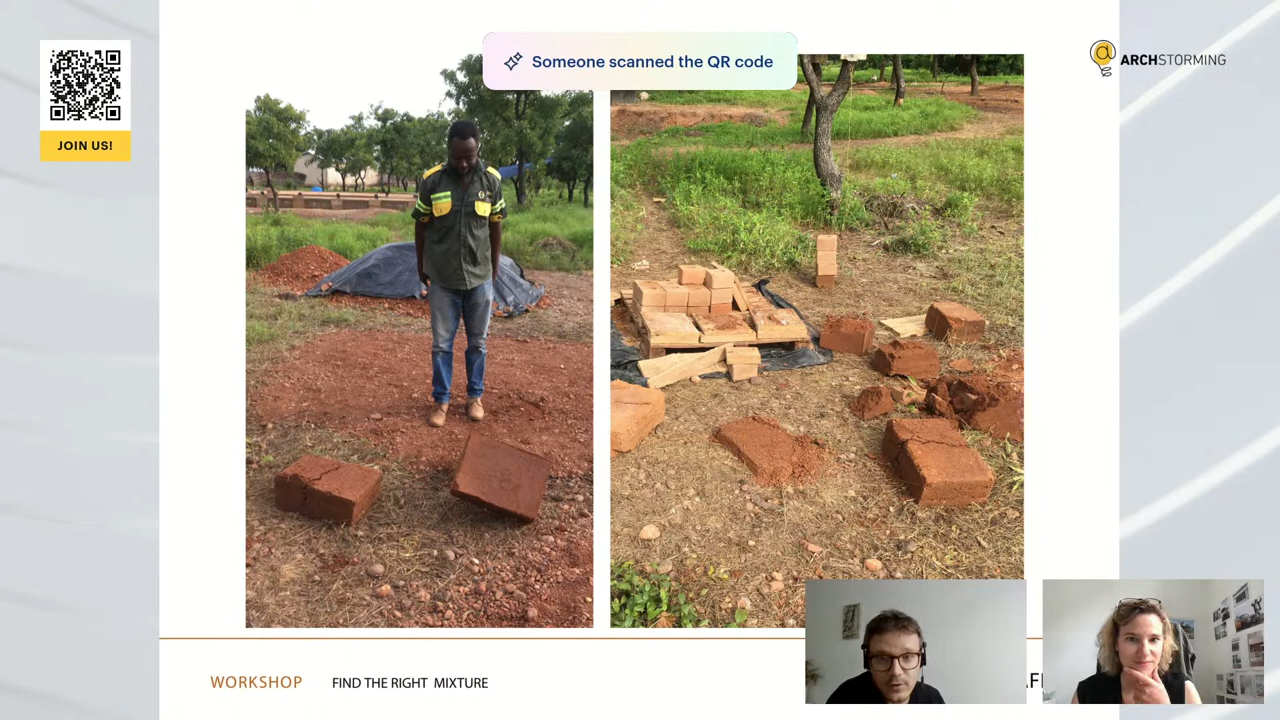 Someone scanned the QR code
ARCHSTORMING
JOIN US!
WORKSHOP FIND THE RIGHT MIXTURE